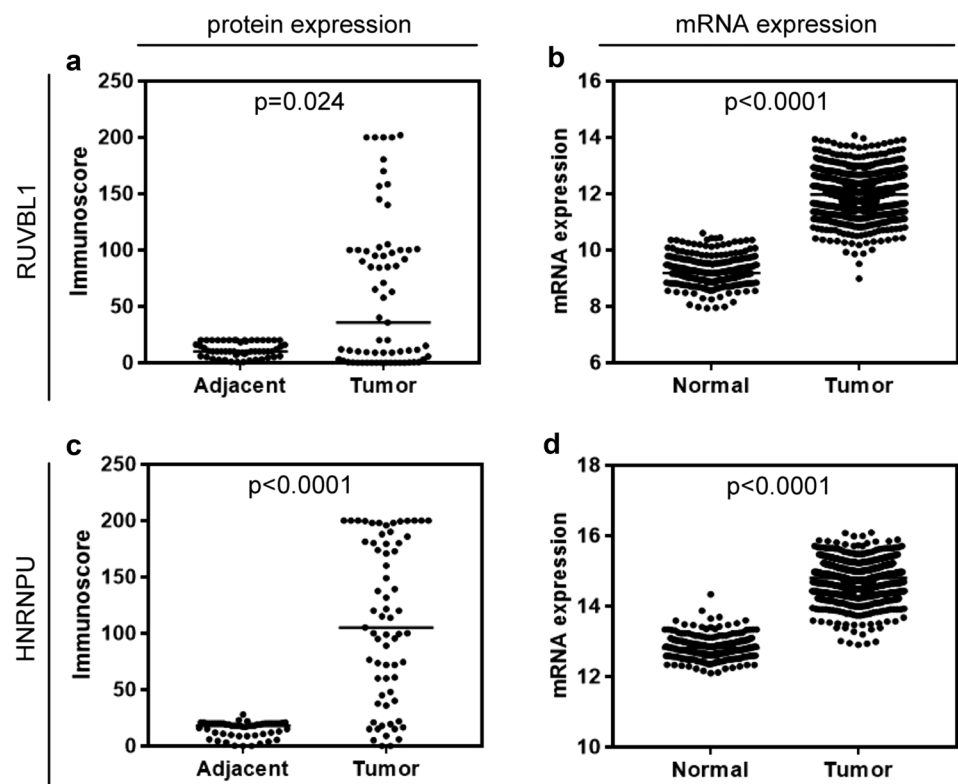 protein expression
mRNA expression
RUVBL1
a
Immunoscore
250
200
150
100
50
0
p=0.024
Adjacent Tumor
b
mRNA expression
16
14
12
10
8
6
p<0.0001
Normal Tumor
HNRNPU
c
Immunoscore
250
200
150
100
50
0
p<0.0001
Adjacent Tumor
d
mRNA expression
18
16
14
12
10
p<0.0001
Normal Tumor